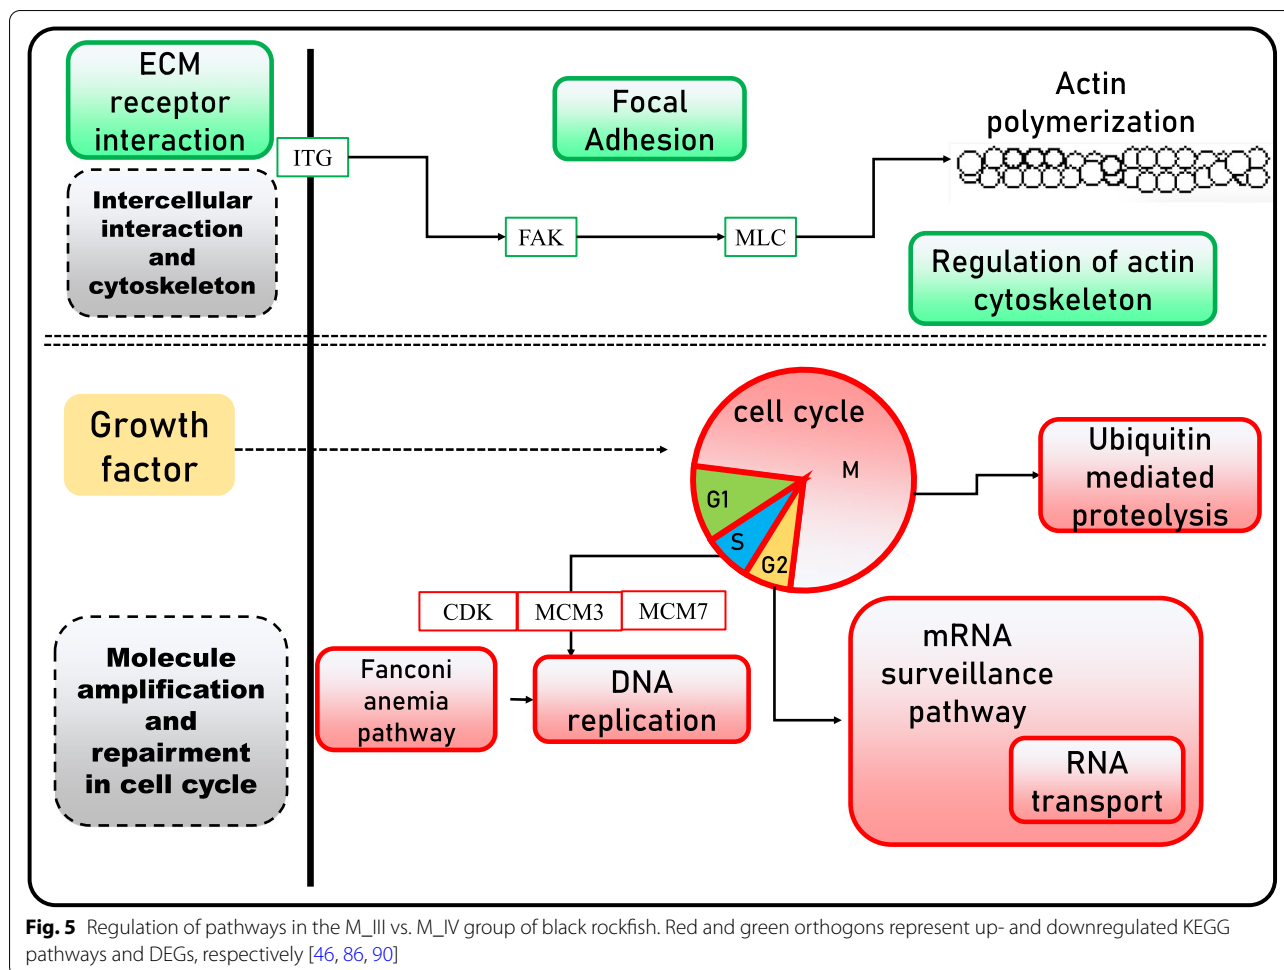 ECM
receptor
interaction
ITG
Intercellular
interaction
and
cytoskeleton
Focal
Adhesion
FAK
MLC
Actin
polymerization
Regulation of actin
cytoskeleton
Growth
factor
cell cycle
M
G1
S
G2
Ubiquitin
mediated
proteolysis
CDK
MCM3
MCM7
Molecule
amplification
and
repairment
in cell cycle
Fanconi
anemia
pathway
DNA
replication
mRNA
surveillance
pathway
RNA
transport
Fig. 5 Regulation of pathways in the M_III vs. M_IV group of black rockfish. Red and green orthogons represent up- and downregulated KEGG
pathways and DEGs, respectively [46, 86, 90]